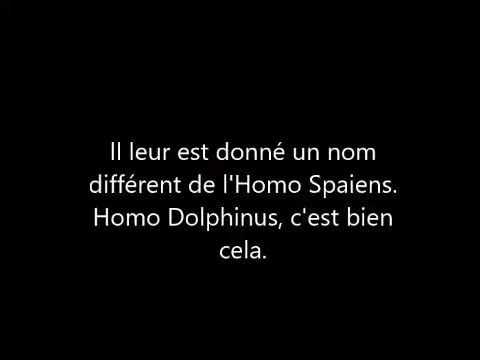 Il leur est donné un nom
différent de l'Homo Spaiens.
Homo Dolphinus, c'est bien
cela.